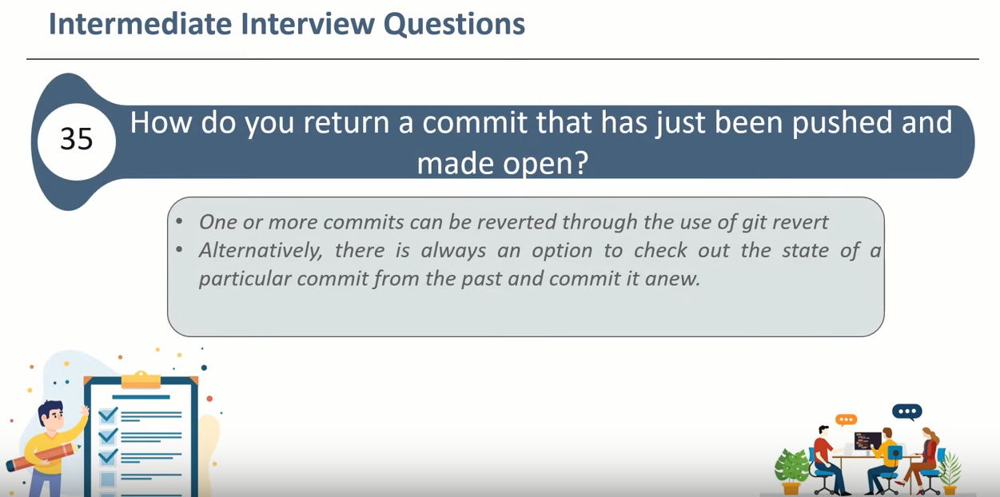 Intermediate Interview Questions
35
How do you return a commit that has just been pushed and
made open?
• One or more commits can be reverted through the use of git revert
• Alternatively, there is always an option to check out the state of a
particular commit from the past and commit it anew.